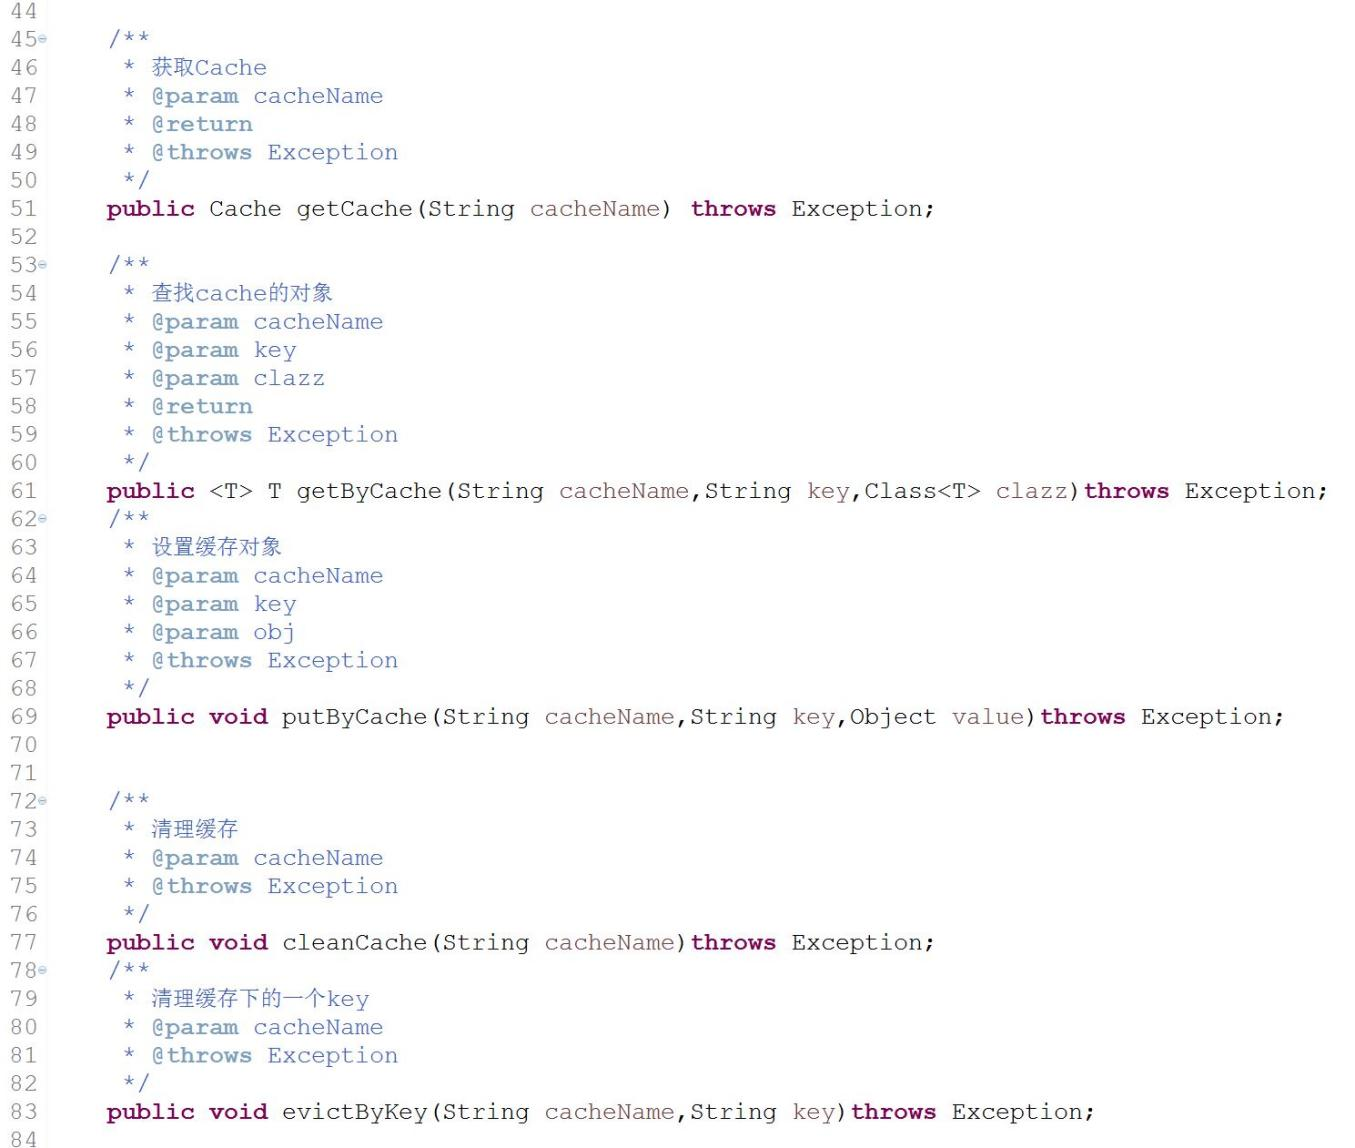 44
45 /**
46 * 获取Cache
47 * @param cacheName
48 * @return
49 * @throws Exception
50 */
51 public Cache getCache(String cacheName) throws Exception;
52
53 /**
54 * 查找cache的对象
55 * @param cacheName
56 * @param key
57 * @param clazz
58 * @return
59 * @throws Exception
60 */
61 public <T> T getByCache(String cacheName,String key,Class<T> clazz)throws Exception;
62 /**
63 * 设置缓存对象
64 * @param cacheName
65 * @param key
66 * @param obj
67 * @throws Exception
68 */
69 public void putByCache(String cacheName,String key,Object value)throws Exception;
70
71
72 /**
73 * 清理缓存
74 * @param cacheName
75 * @throws Exception
76 */
77 public void cleanCache(String cacheName)throws Exception;
78 /**
79 * 清理缓存下的一个key
80 * @param cacheName
81 * @throws Exception
82 */
83 public void evictByKey(String cacheName,String key)throws Exception;
84